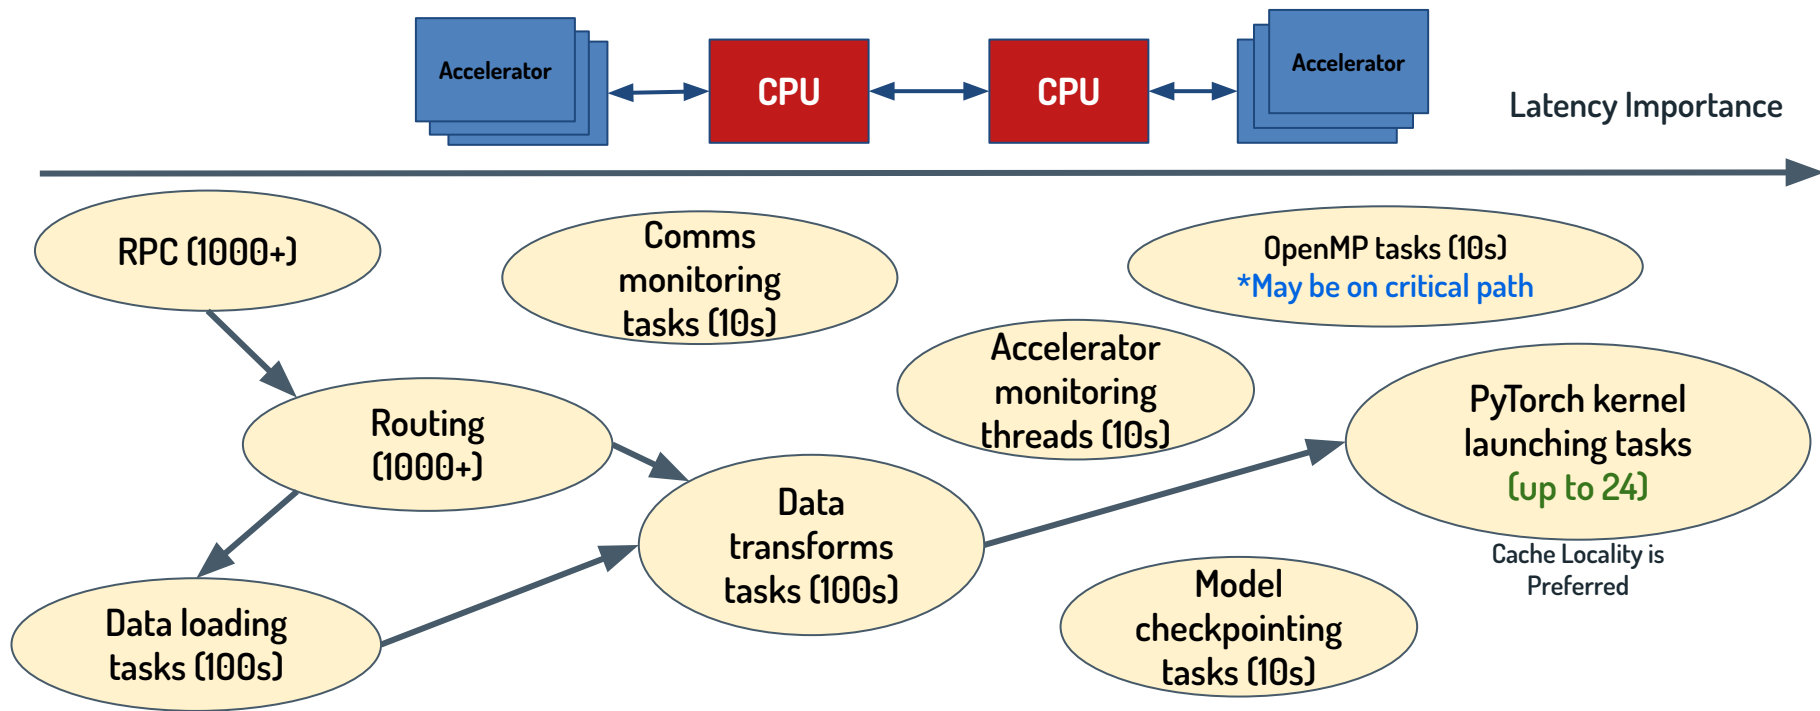 Accelerator
CPU
CPU
Accelerator
Latency Importance
RPC (1000+)
Comms
monitoring
tasks (10s)
OpenMP tasks (10s)
*May be on critical path
Accelerator
monitoring
threads (10s)
Routing
(1000+)
PyTorch kernel
launching tasks
(up to 24)
Cache Locality is
Preferred
Data
transforms
tasks (100s)
Data loading
tasks (100s)
Model
checkpointing
tasks (10s)